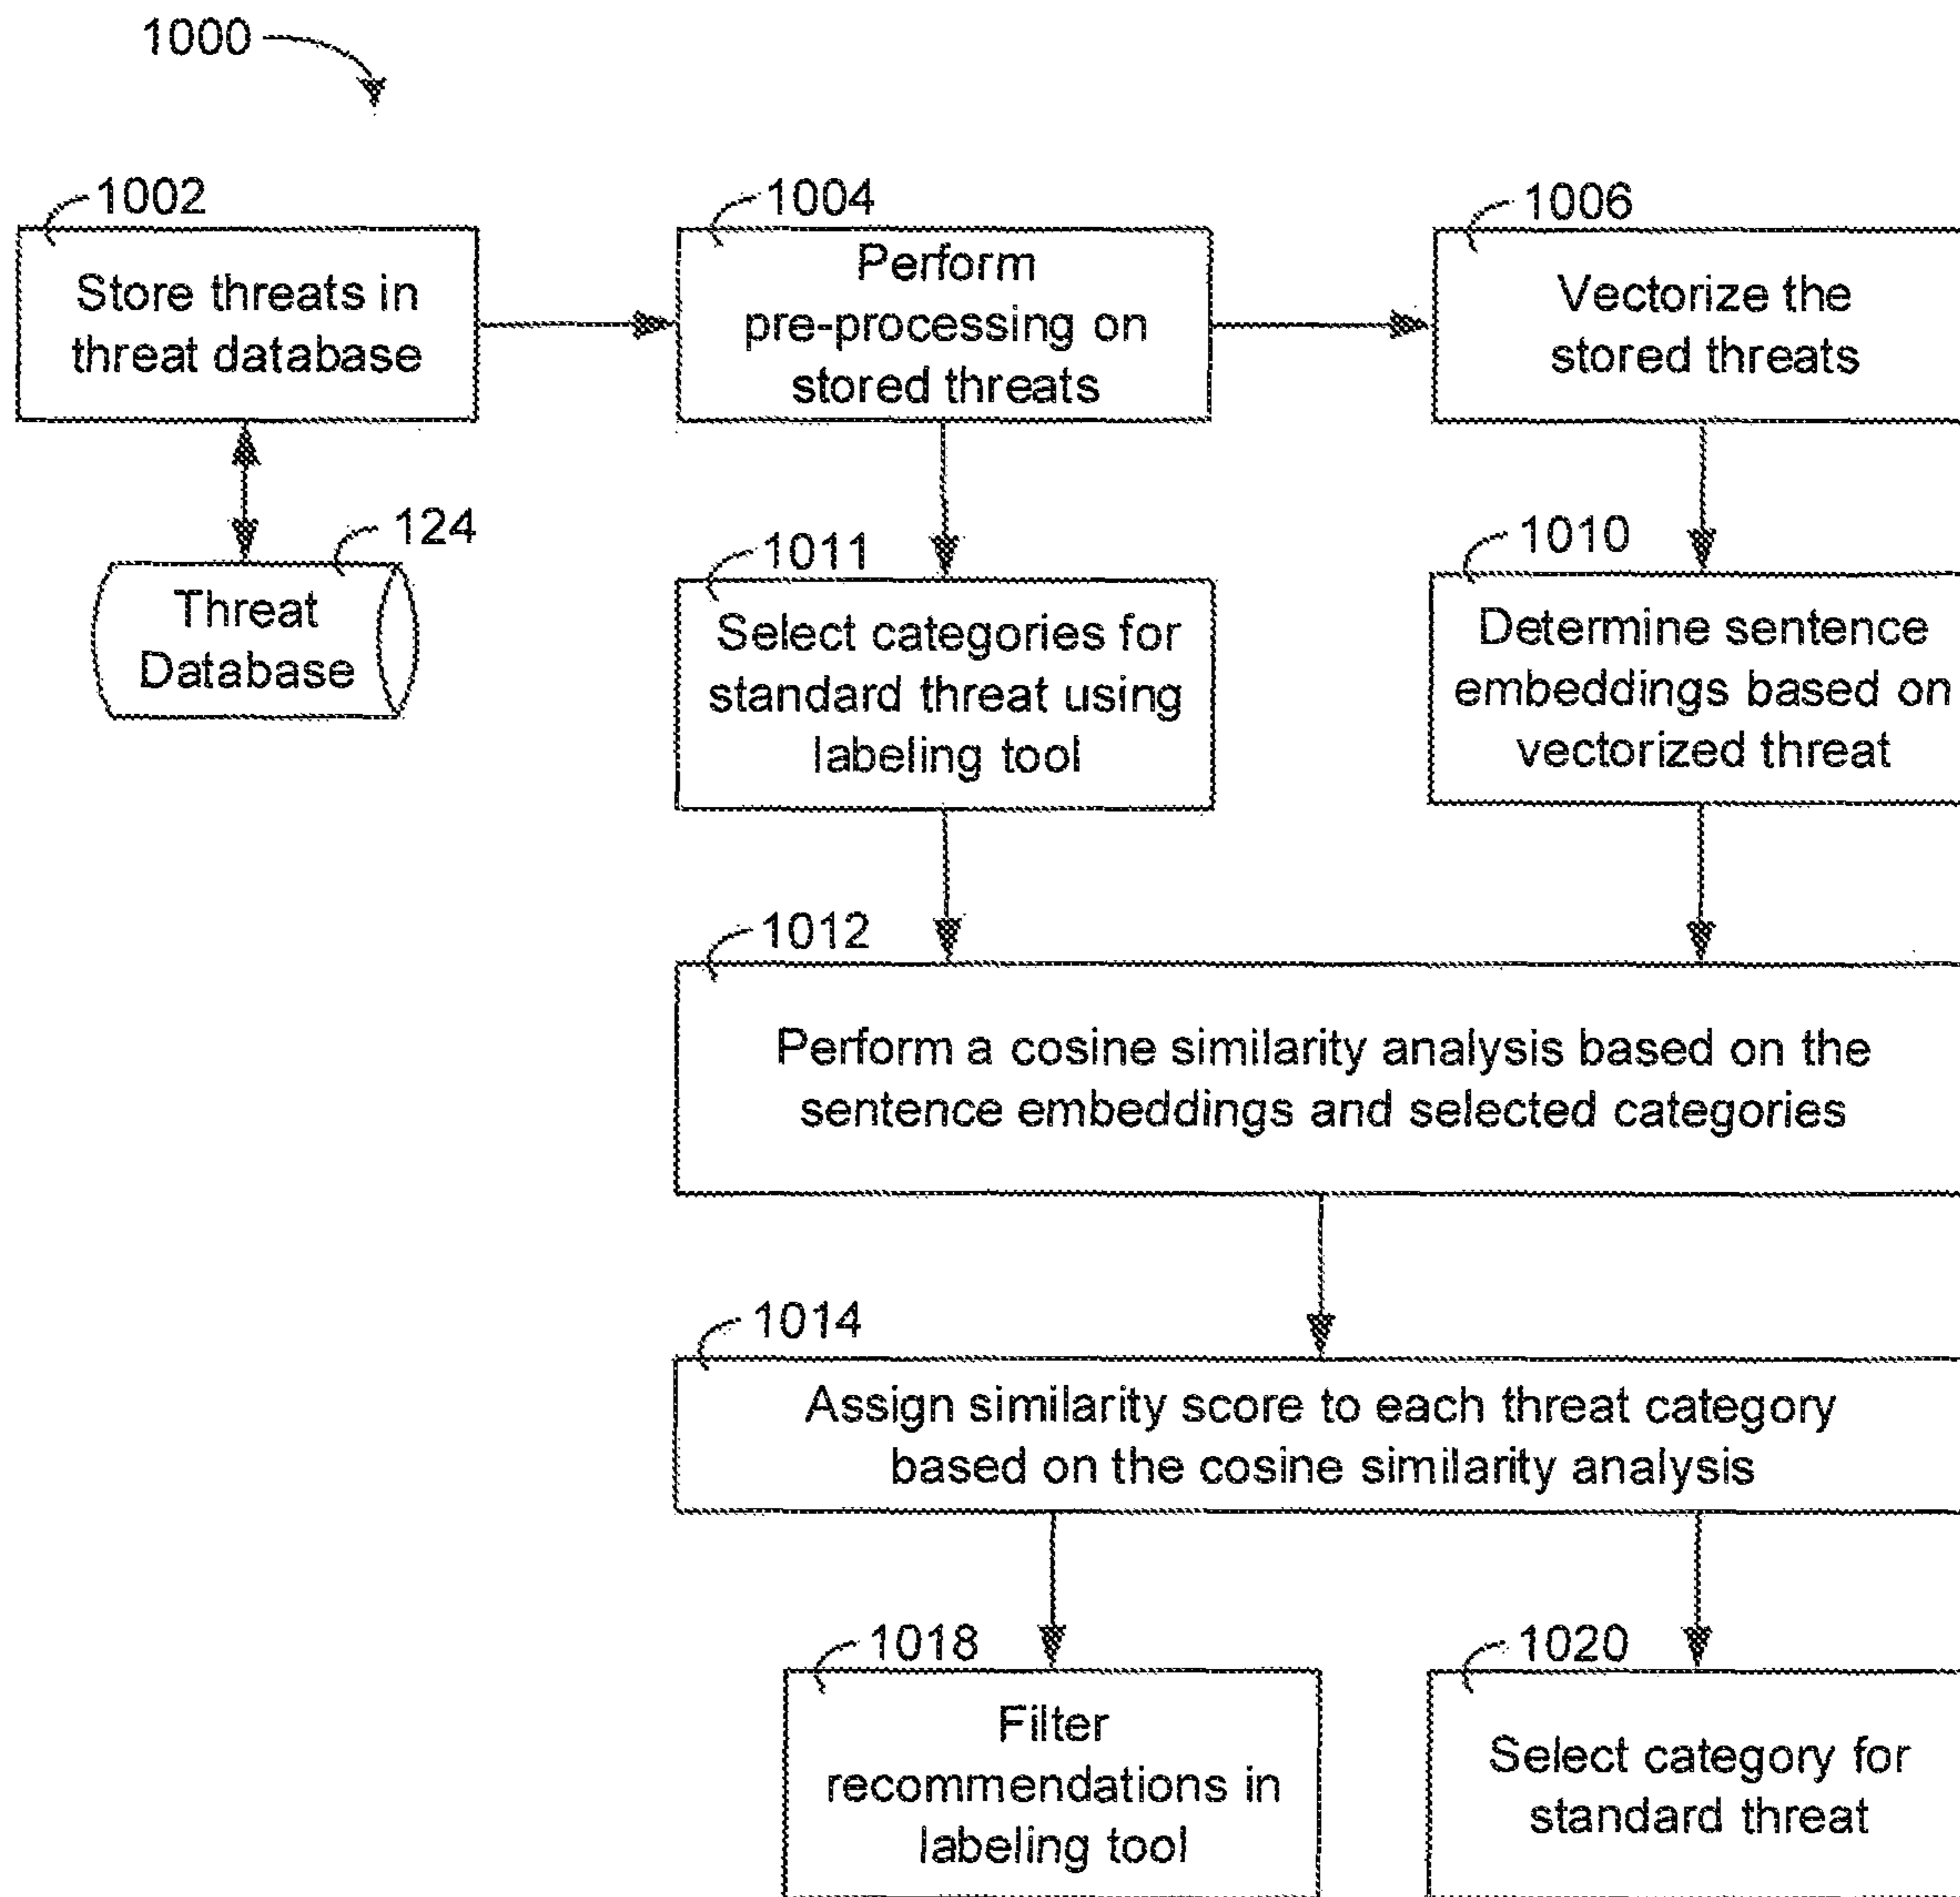 1000
1002
Store threats in
threat database
124
Threat
Database
1004
Perform
pre-processing on
stored threats
1006
Vectorize the
stored threats
1011
Select categories for
standard threat using
labeling tool
1010
Determine sentence
embeddings based on
vectorized threat
1012
Perform a cosine similarity analysis based on the
sentence embeddings and selected categories
1014
Assign similarity score to each threat category
based on the cosine similarity analysis
1018
Filter
recommendations in
labeling tool
1020
Select category for
standard threat